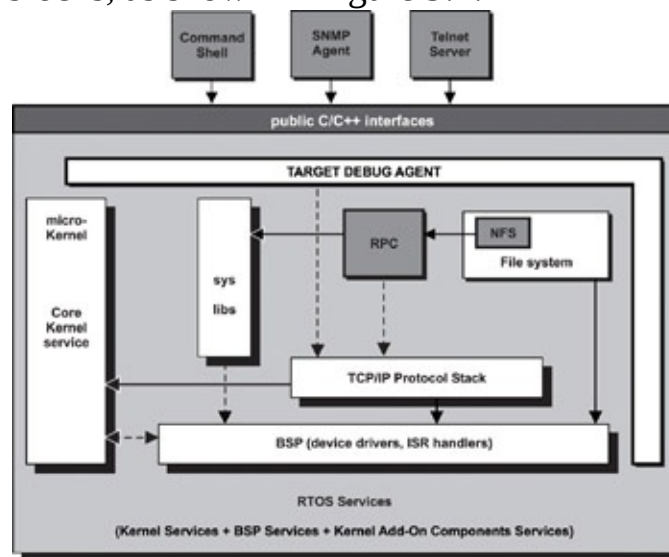 Command Shell
SNMP Agent
Telnet Server
public C/C++ interfaces
TARGET DEBUG AGENT
micro-Kernel
Core Kernel service
sys
libs
RPC
NFS
File system
TCP/IP Protocol Stack
BSP (device drivers, ISR handlers)
RTOS Services
(Kernel Services + BSP Services + Kernel Add-On Components Services)